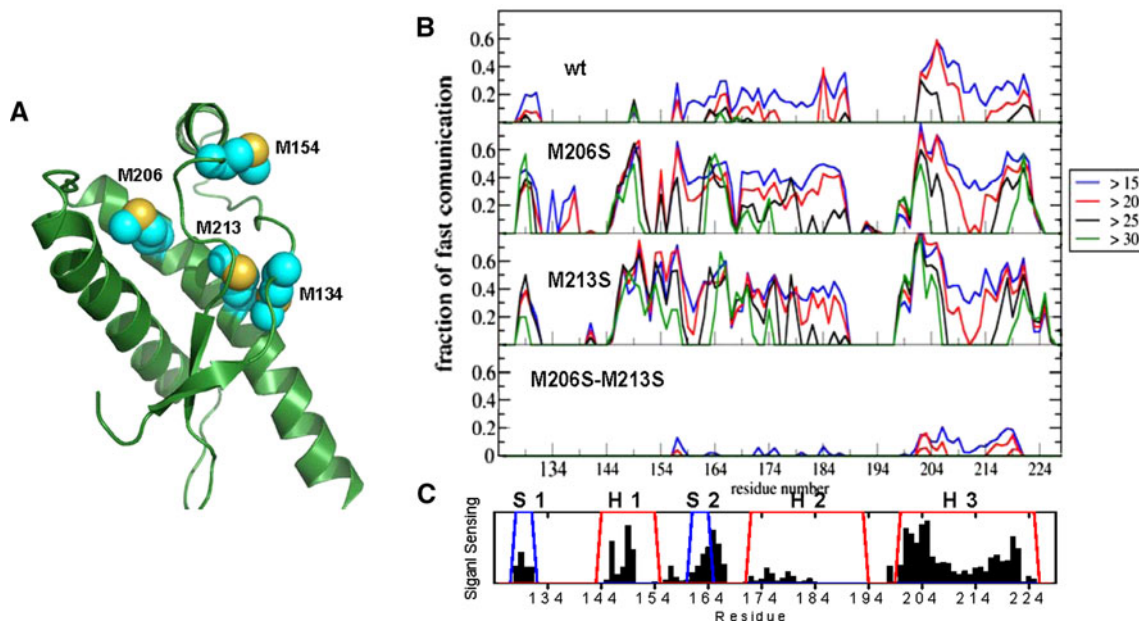 A
M154
M206
M213
M134
B
fraction of fast comunication
0.6
0.4
0.2
wt
0.6
0.4
0.2
M206S
0.6
0.4
0.2
M213S
0.6
0.4
0.2
0
M206S-M213S
134 144 154 164 174 184 194 204 214 224
residue number
> 15
> 20
> 25
> 30
C
S 1 H 1 S 2 H 2 H 3
Siganl Sensing
134 144 154 164 174 184 194 204 214 224
Residue